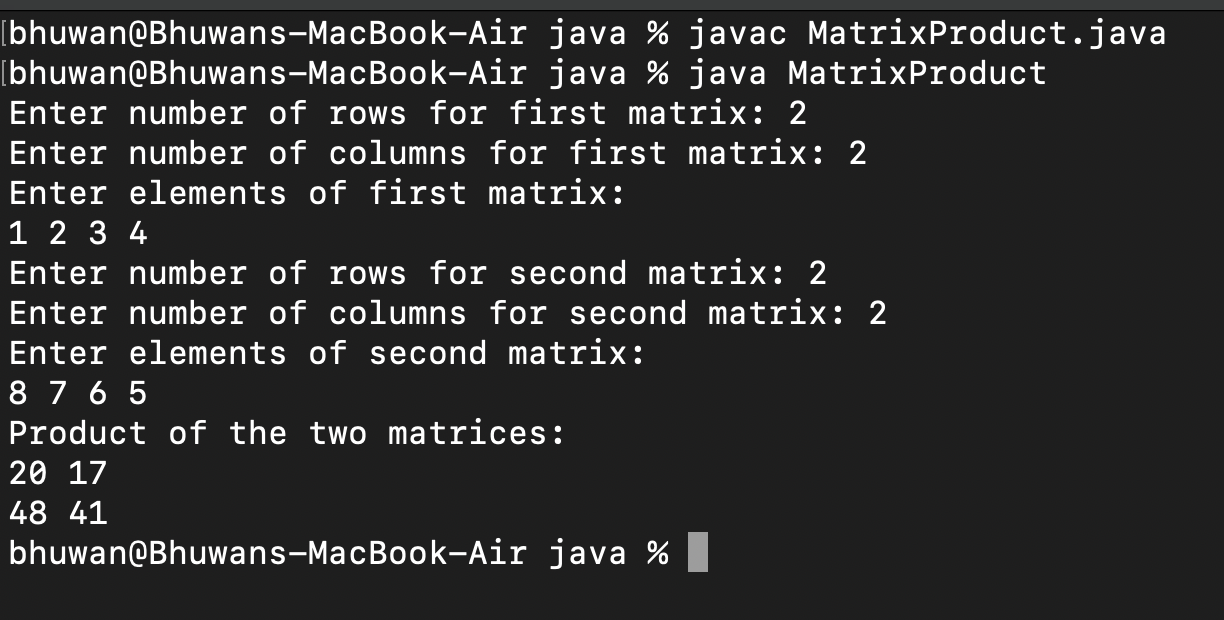 [bhuwan@Bhuwans-MacBook-Air java % javac MatrixProduct.java
[bhuwan@Bhuwans-MacBook-Air java % java MatrixProduct
Enter number of rows for first matrix: 2
Enter number of columns for first matrix: 2
Enter elements of first matrix:
1 2 3 4
Enter number of rows for second matrix: 2
Enter number of columns for second matrix: 2
Enter elements of second matrix:
8 7 6 5
Product of the two matrices:
20 17
48 41
bhuwan@Bhuwans-MacBook-Air java %